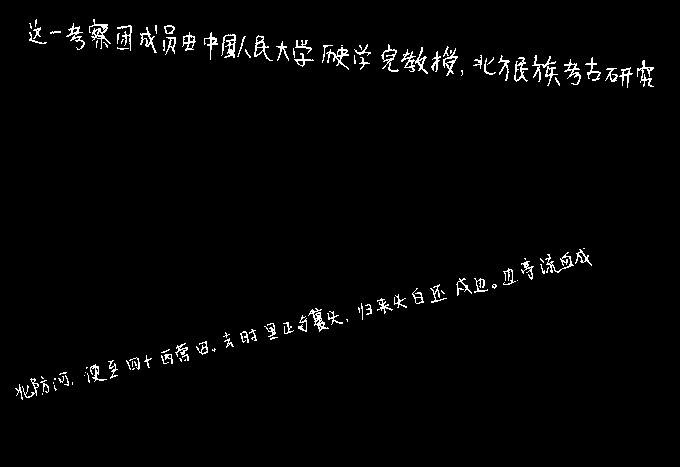 这一考察团成员由中国人民大学历史学完教授，北方民族考古研究
北防河，便至四十西营田。去时里正与裹头，归来头白还戍边。边亭流血成